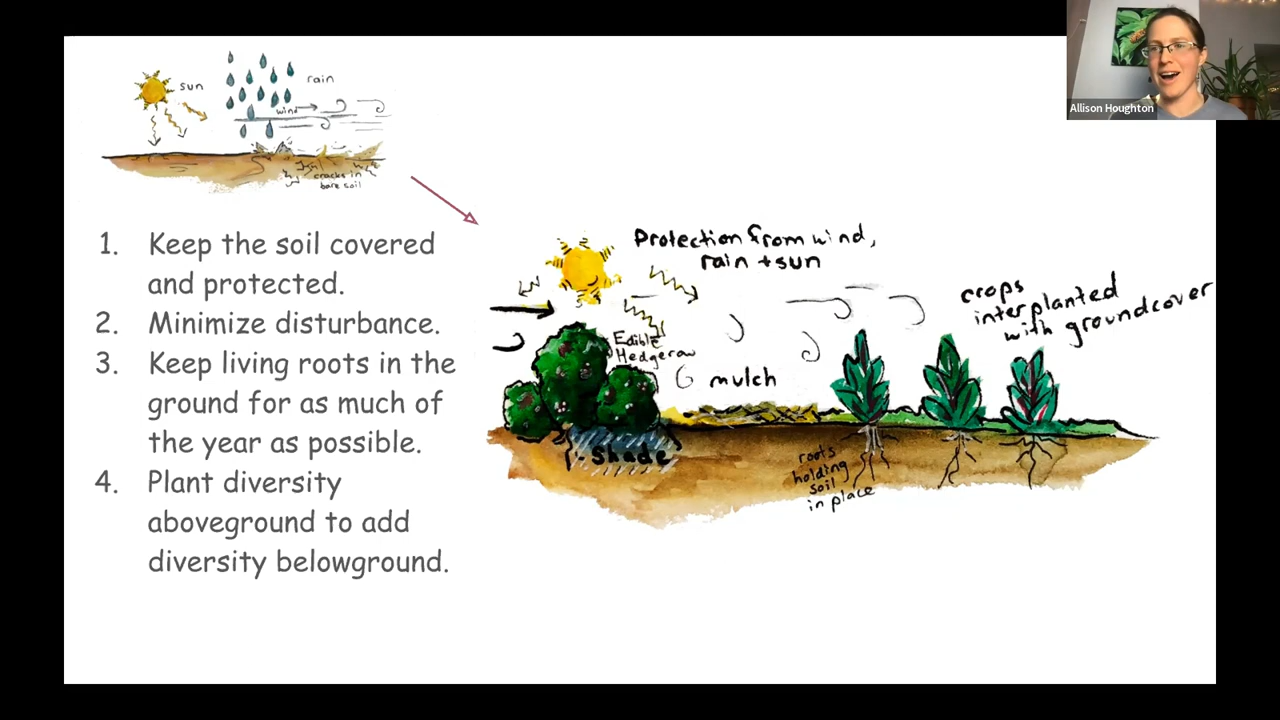 sun
rain
wind
cracks in
bare soil
1. Keep the soil covered
and protected.
2. Minimize disturbance.
3. Keep living roots in the
ground for as much of
the year as possible.
4. Plant diversity
aboveground to add
diversity belowground.
Protection from wind,
rain + sun
crops
interplanted
with groundcover
Edible
Hedgerow
mulch
Shade
roots
holding
soil
in place
Allison Houghton